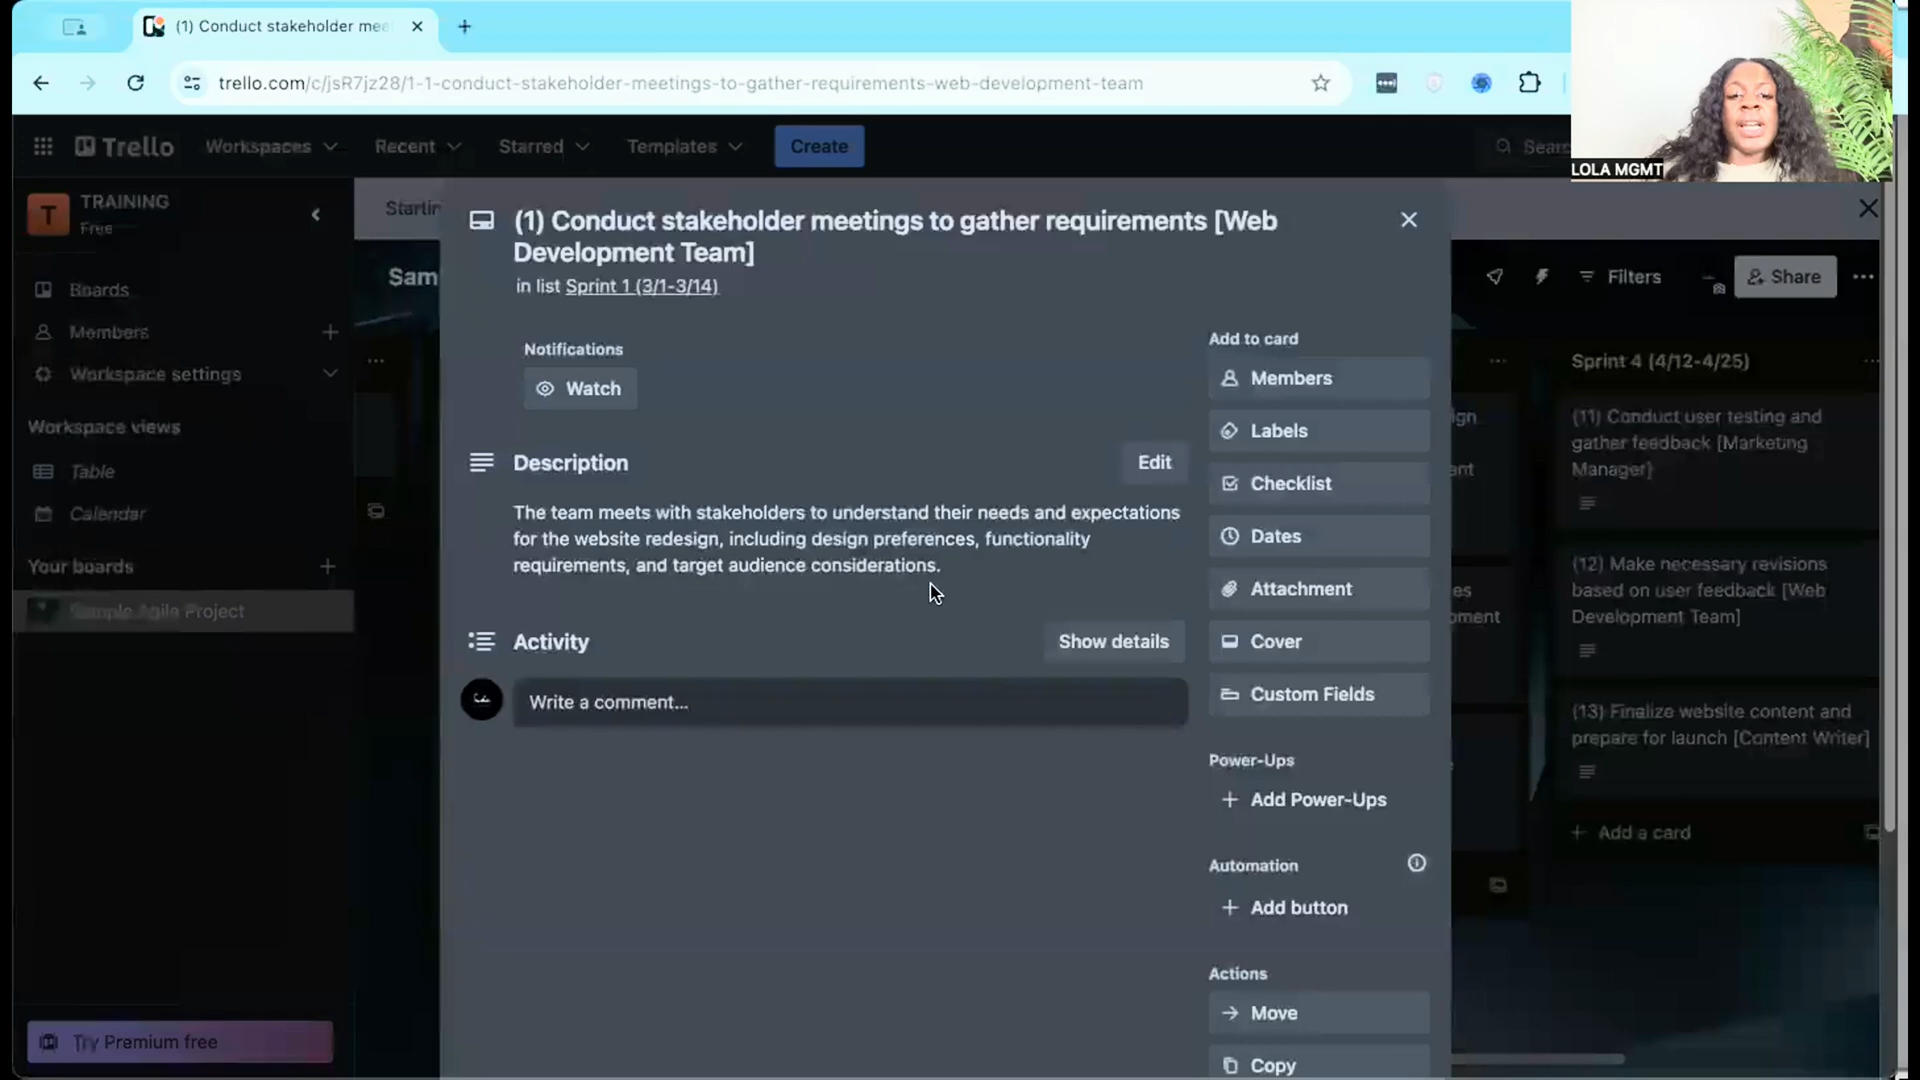 (1) Conduct stakeholder mee
trello.com/c/jsR7jz28/1-1-conduct-stakeholder-meetings-to-gather-requirements-web-development-team
LOLA MGMT
Trello
Workspaces
Recent
Starred
Templates
Create
Sear
T
TRAINING
Free
Boards
Members
Workspace settings
Workspace views
Table
Calendar
Your boards
Sample Agile Project
Try Premium free
Startin
Sam
(1) Conduct stakeholder meetings to gather requirements [Web
Development Team]
in list Sprint 1 (3/1-3/14)
Notifications
Watch
Description
Edit
The team meets with stakeholders to understand their needs and expectations
for the website redesign, including design preferences, functionality
requirements, and target audience considerations.
Activity
Show details
Write a comment...
Add to card
Members
Labels
Checklist
Dates
Attachment
Cover
Custom Fields
Power-Ups
Add Power-Ups
Automation
Add button
Actions
Move
Copy
Filters
Share
Sprint 4 (4/12-4/25)
(11) Conduct user testing and
gather feedback [Marketing
Manager]
(12) Make necessary revisions
based on user feedback [Web
Development Team]
(13) Finalize website content and
prepare for launch [Content Writer]
Add a card